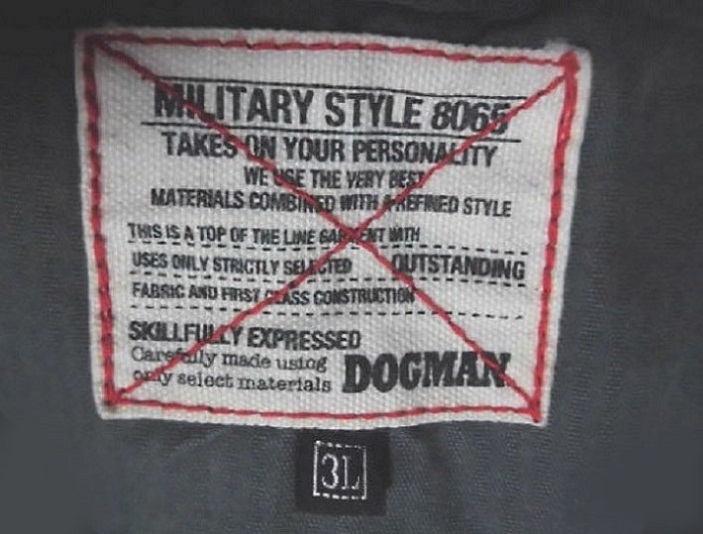 MILITARY STYLE 8065
TAKES ON YOUR PERSONALITY
WE USE THE VERY BEST
MATERIALS COMBINED WITH A REFINED STYLE
THIS IS A TOP OF THE LINE GARMENT WITH
USES ONLY STRICTLY SELECTED OUTSTANDING
FABRIC AND FIRST CLASS CONSTRUCTION
SKILLFULLY EXPRESSED
Carefully made using
only select materials DOGMAN
3L